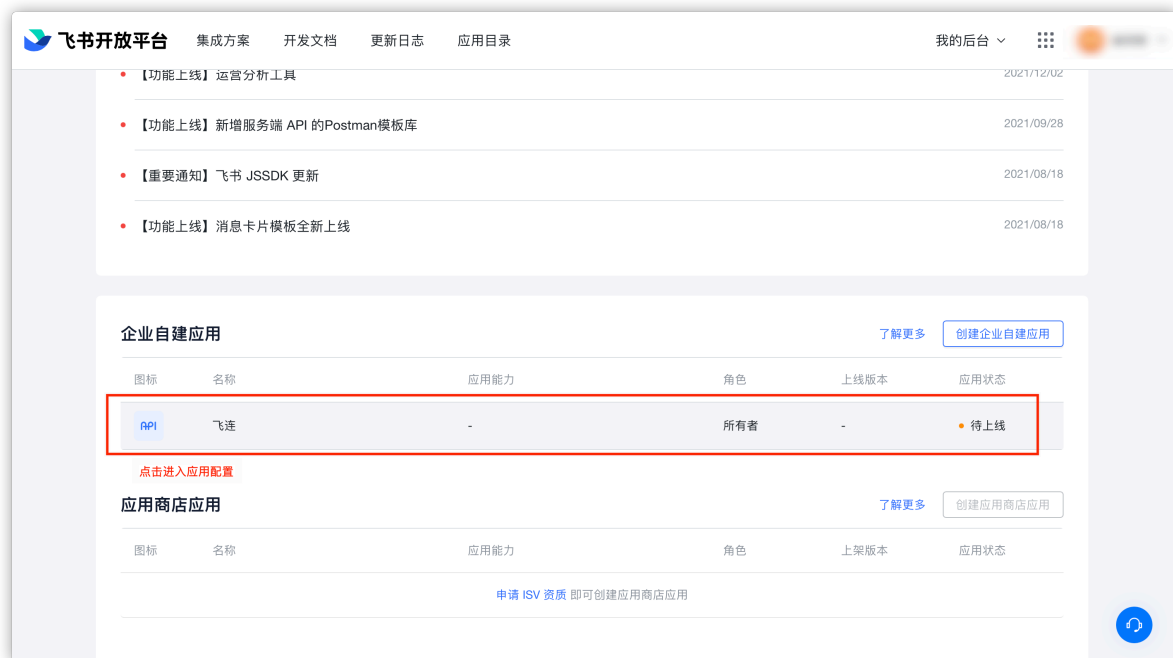 飞书开放平台 集成方案 开发文档 更新日志 应用目录 我的后台
【功能上线】运营分析工具 2021/12/02
【功能上线】新增服务端 API 的Postman模板库 2021/09/28
【重要通知】飞书 JSSDK 更新 2021/08/18
【功能上线】消息卡片模板全新上线 2021/08/18
企业自建应用 了解更多 创建企业自建应用
图标 名称 应用能力 角色 上线版本 应用状态
API 飞连 - 所有者 - 待上线
点击进入应用配置
应用商店应用 了解更多 创建应用商店应用
图标 名称 应用能力 角色 上架版本 应用状态
申请 ISV 资质 即可创建应用商店应用